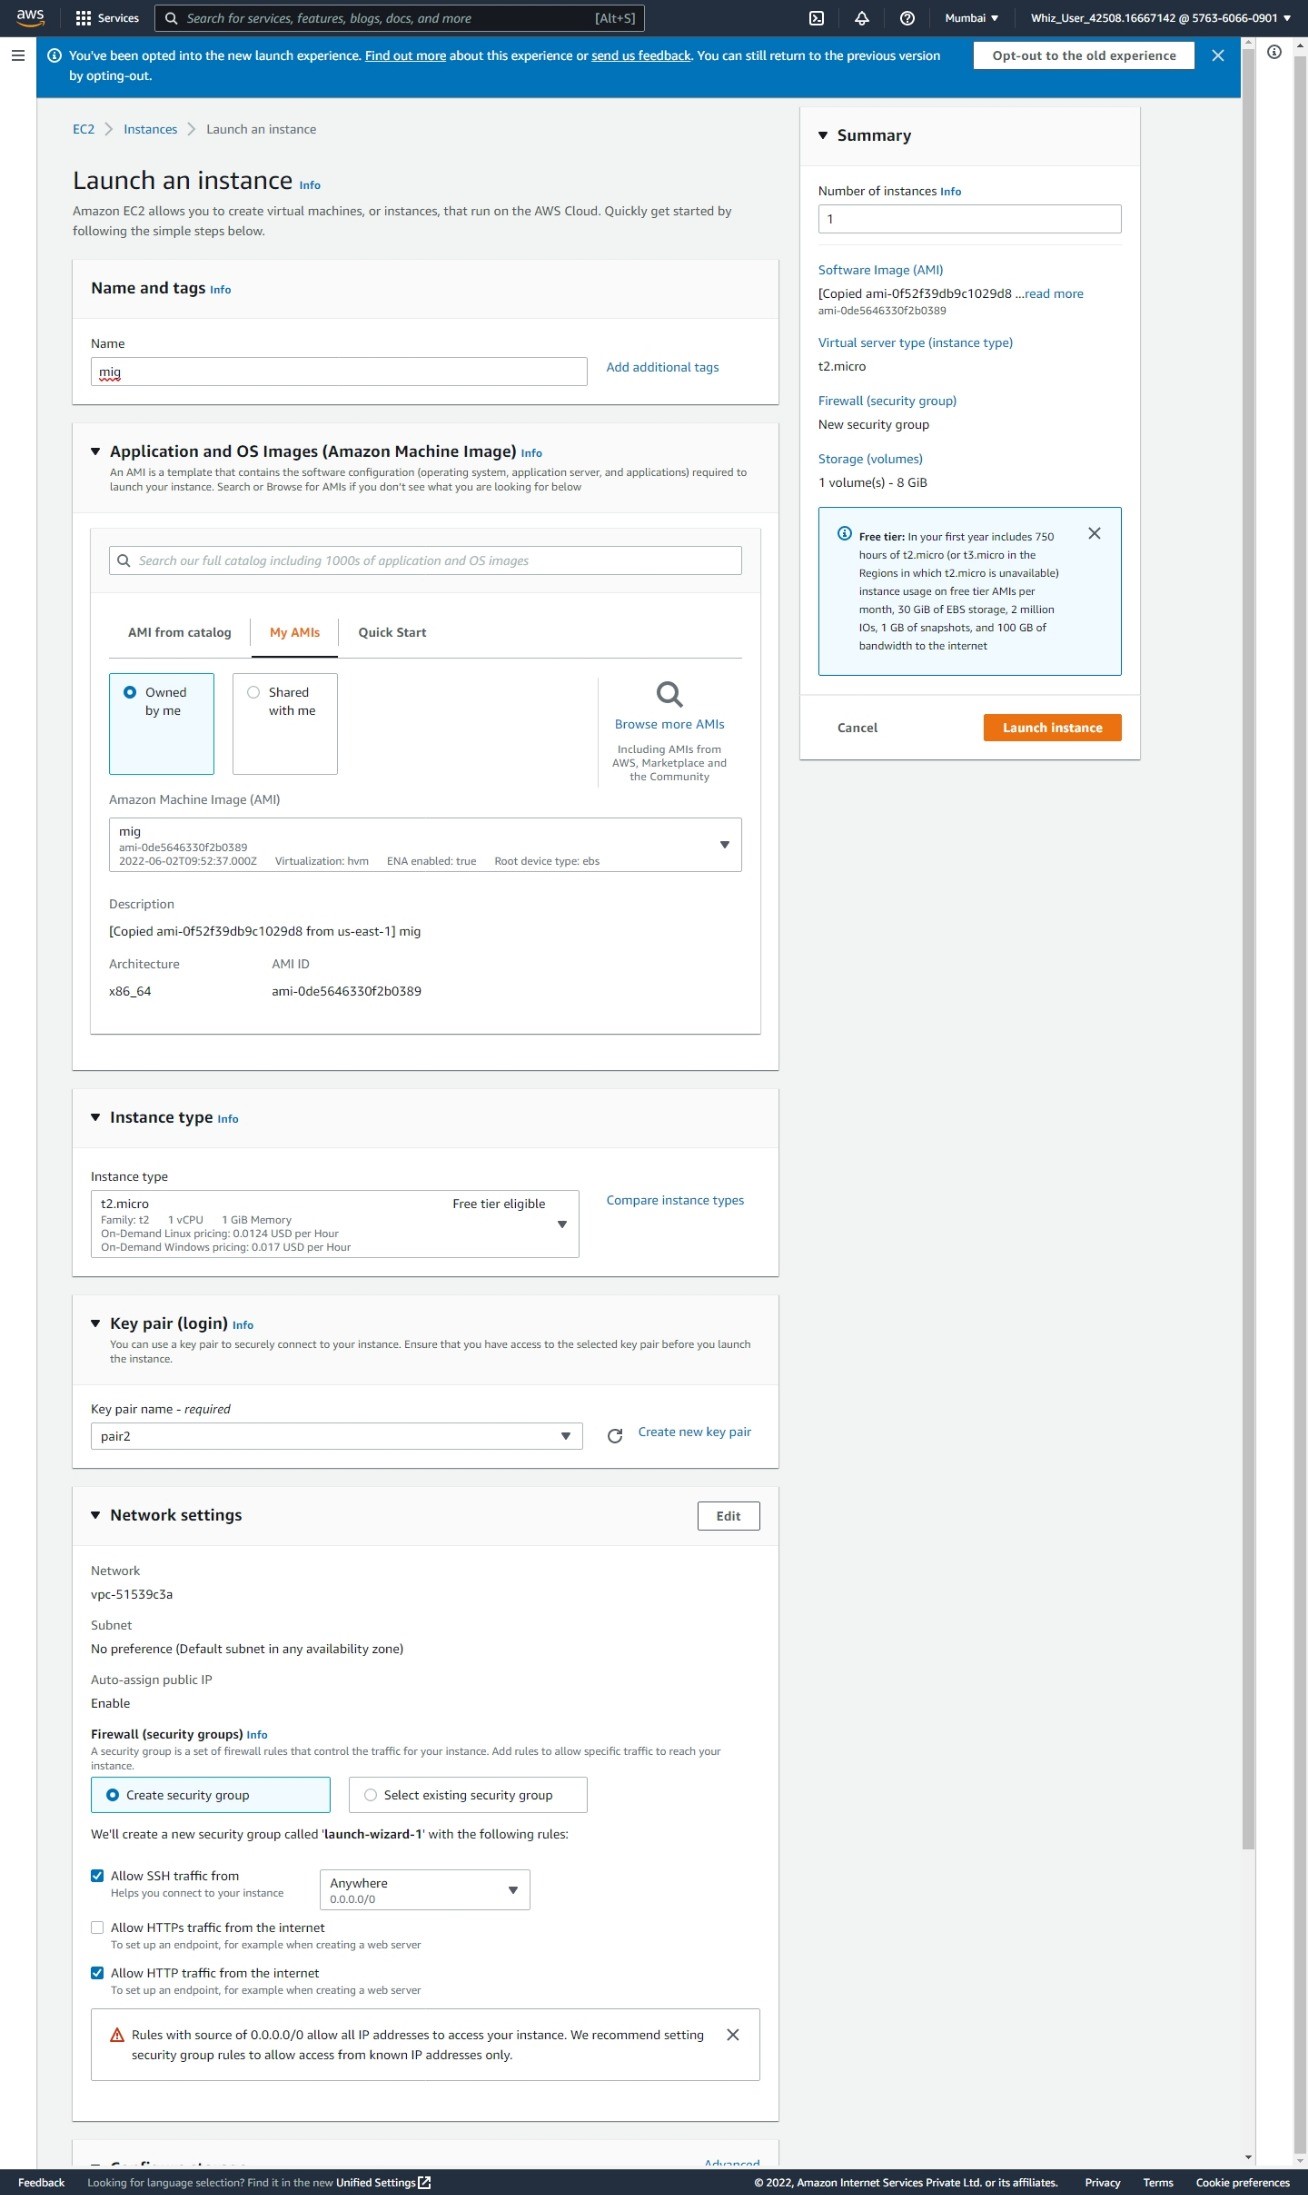 aws
Services
Search for services, features, blogs, docs, and more
[Alt+S]
Mumbai
Whiz_User_42508.16667142 @ 5763-6066-0901
You've been opted into the new launch experience. Find out more about this experience or send us feedback. You can still return to the previous version
by opting-out.
Opt-out to the old experience
EC2
Instances
Launch an instance
Launch an instance Info
Amazon EC2 allows you to create virtual machines, or instances, that run on the AWS Cloud. Quickly get started by
following the simple steps below.
Name and tags Info
Name
mig
Add additional tags
Application and OS Images (Amazon Machine Image) Info
An AMI is a template that contains the software configuration (operating system, application server, and applications) required to
launch your instance. Search or Browse for AMIs if you don't see what you are looking for below
Search our full catalog including 1000s of application and OS images
AMI from catalog
My AMIs
Quick Start
Owned
by me
Shared
with me
Browse more AMIs
Including AMIs from
AWS, Marketplace and
the Community
Amazon Machine Image (AMI)
mig
ami-0de5646330f2b0389
2022-06-02T09:52:37.000Z Virtualization: hvm ENA enabled: true Root device type: ebs
Description
[Copied ami-0f52f39db9c1029d8 from us-east-1] mig
Architecture
AMI ID
x86_64
ami-0de5646330f2b0389
Instance type Info
Instance type
t2.micro
Free tier eligible
Family: t2 1 vCPU 1 GiB Memory
On-Demand Linux pricing: 0.0124 USD per Hour
On-Demand Windows pricing: 0.017 USD per Hour
Compare instance types
Key pair (login) Info
You can use a key pair to securely connect to your instance. Ensure that you have access to the selected key pair before you launch
the instance.
Key pair name - required
pair2
Create new key pair
Network settings
Edit
Network
vpc-51539c3a
Subnet
No preference (Default subnet in any availability zone)
Auto-assign public IP
Enable
Firewall (security groups) Info
A security group is a set of firewall rules that control the traffic for your instance. Add rules to allow specific traffic to reach your
instance.
Create security group
Select existing security group
We'll create a new security group called 'launch-wizard-1' with the following rules:
Allow SSH traffic from
Helps you connect to your instance
Anywhere
0.0.0.0/0
Allow HTTPs traffic from the internet
To set up an endpoint, for example when creating a web server
Allow HTTP traffic from the internet
To set up an endpoint, for example when creating a web server
Rules with source of 0.0.0.0/0 allow all IP addresses to access your instance. We recommend setting
security group rules to allow access from known IP addresses only.
Summary
Number of instances Info
1
Software Image (AMI)
[Copied ami-0f52f39db9c1029d8 ...read more
ami-0de5646330f2b0389
Virtual server type (instance type)
t2.micro
Firewall (security group)
New security group
Storage (volumes)
1 volume(s) - 8 GiB
Free tier: In your first year includes 750
hours of t2.micro (or t3.micro in the
Regions in which t2.micro is unavailable)
instance usage on free tier AMIs per
month, 30 GiB of EBS storage, 2 million
IOs, 1 GB of snapshots, and 100 GB of
bandwidth to the internet
Cancel
Launch instance
Feedback
Looking for language selection? Find it in the new Unified Settings
© 2022, Amazon Internet Services Private Ltd. or its affiliates.
Privacy
Terms
Cookie preferences